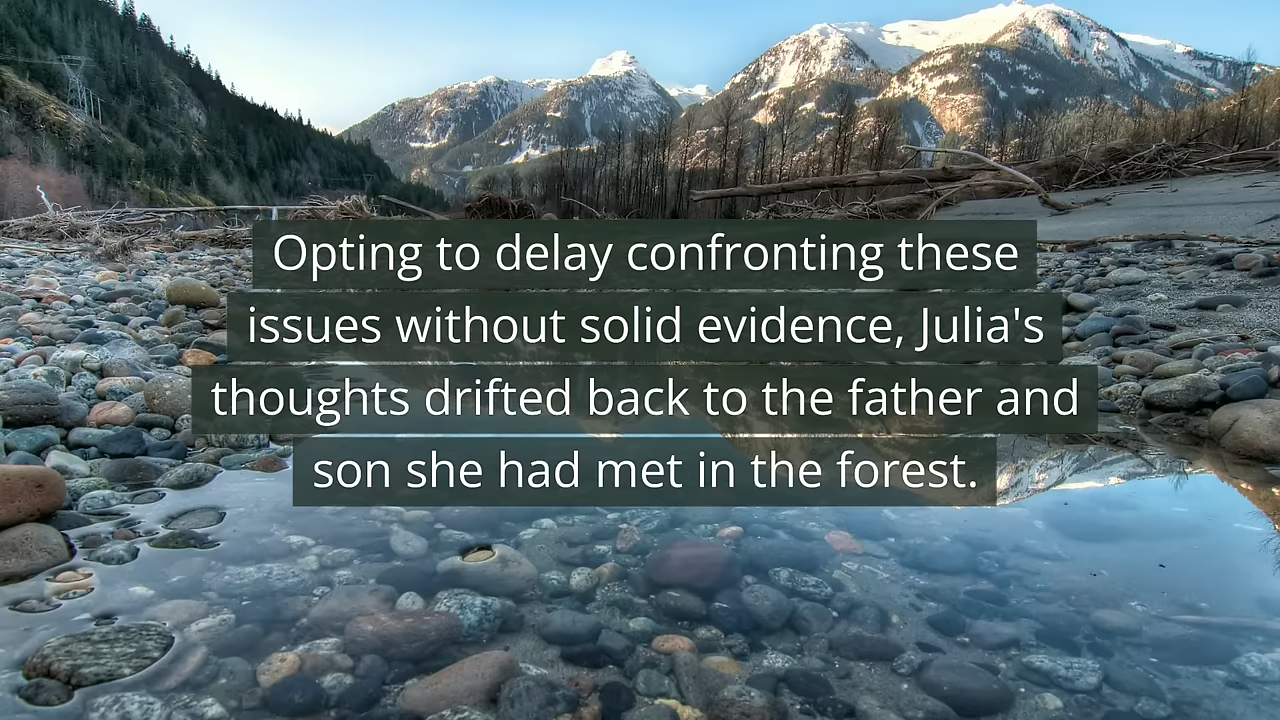 Opting to delay confronting these
issues without solid evidence, Julia's
thoughts drifted back to the father and
son she had met in the forest.